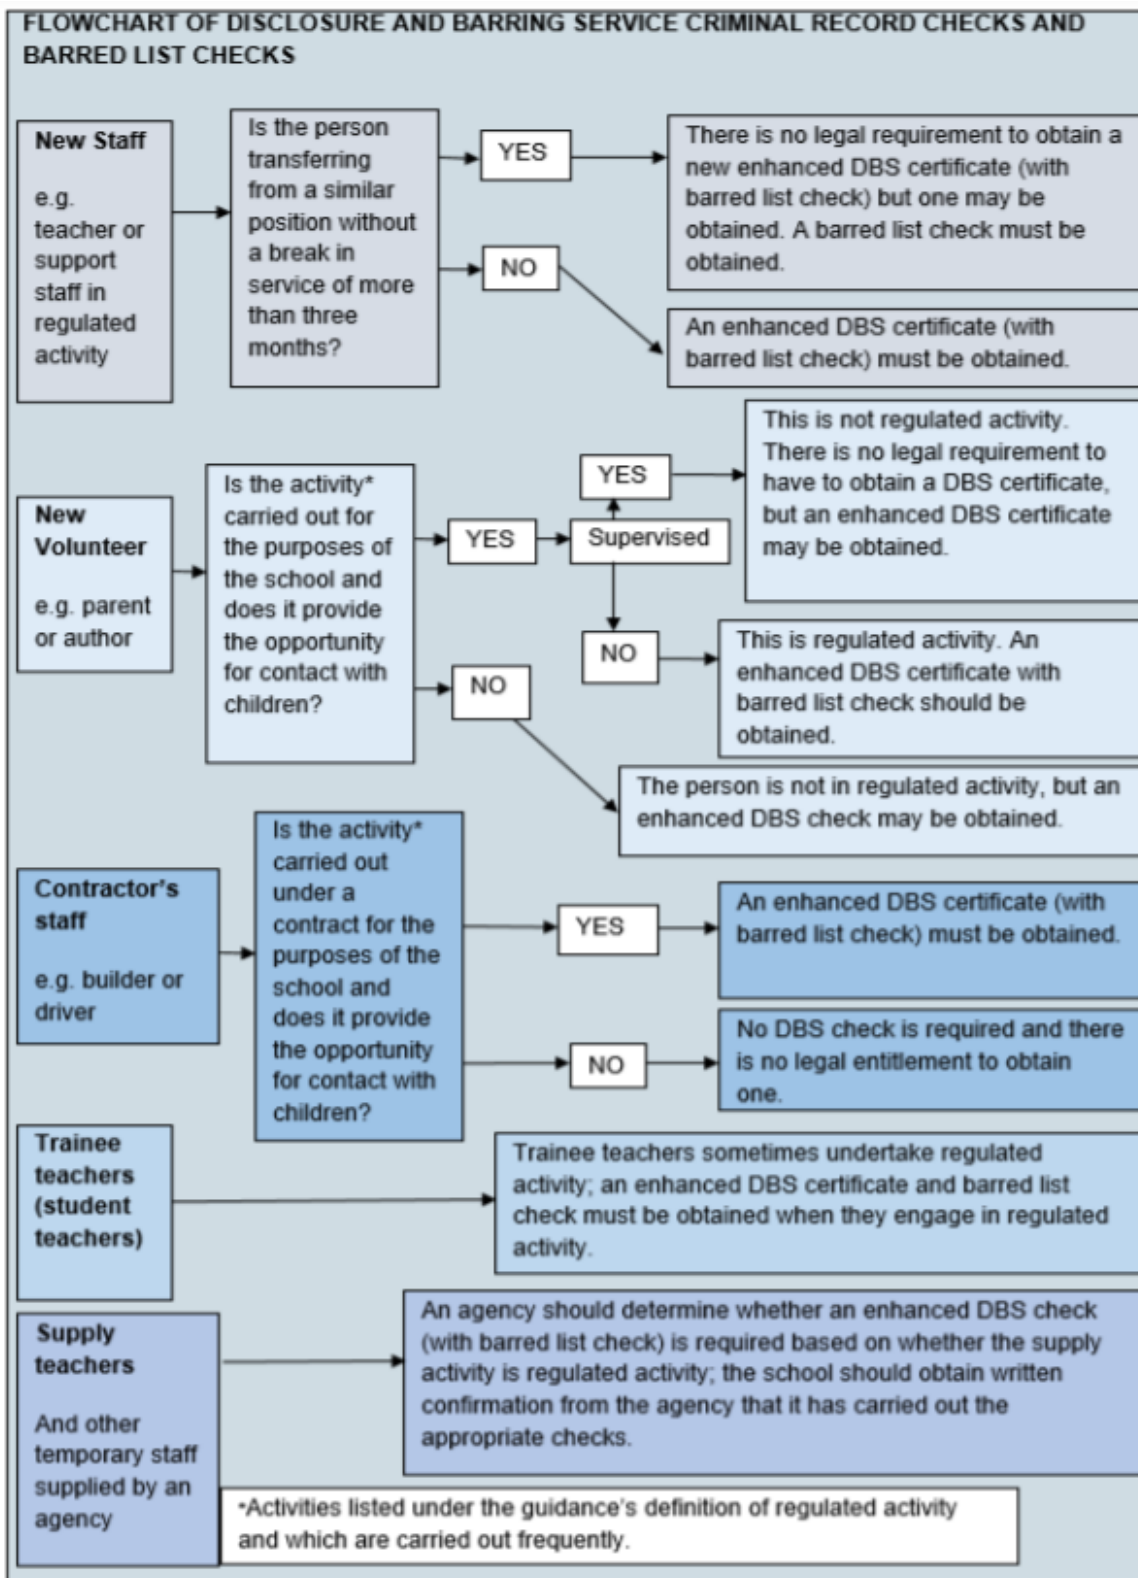 FLOWCHART OF DISCLOSURE AND BARRING SERVICE CRIMINAL RECORD CHECKS AND
BARRED LIST CHECKS
New Staff
e.g.
teacher or
support
staff in
regulated
activity
Is the person
transferring
from a similar
position without
a break in
service of more
than three
months?
YES
There is no legal requirement to obtain a
new enhanced DBS certificate (with
barred list check) but one may be
obtained. A barred list check must be
obtained.
NO
An enhanced DBS certificate (with
barred list check) must be obtained.
New
Volunteer
e.g. parent
or author
Is the activity*
carried out for
the purposes of
the school and
does it provide
the opportunity
for contact with
children?
YES
Supervised
YES
This is not regulated activity.
There is no legal requirement to
have to obtain a DBS certificate,
but an enhanced DBS certificate
may be obtained.
NO
This is regulated activity. An
enhanced DBS certificate with
barred list check should be
obtained.
NO
The person is not in regulated activity, but an
enhanced DBS check may be obtained.
Contractor's
staff
e.g. builder or
driver
Is the activity*
carried out
under a
contract for the
purposes of the
school and
does it provide
the opportunity
for contact with
children?
YES
An enhanced DBS certificate (with
barred list check) must be obtained.
NO
No DBS check is required and there
is no legal entitlement to obtain
one.
Trainee
teachers
(student
teachers)
Trainee teachers sometimes undertake regulated
activity; an enhanced DBS certificate and barred list
check must be obtained when they engage in regulated
activity.
Supply
teachers
And other
temporary staff
supplied by an
agency
An agency should determine whether an enhanced DBS check
(with barred list check) is required based on whether the supply
activity is regulated activity; the school should obtain written
confirmation from the agency that it has carried out the
appropriate checks.
*Activities listed under the guidance's definition of regulated activity
and which are carried out frequently.